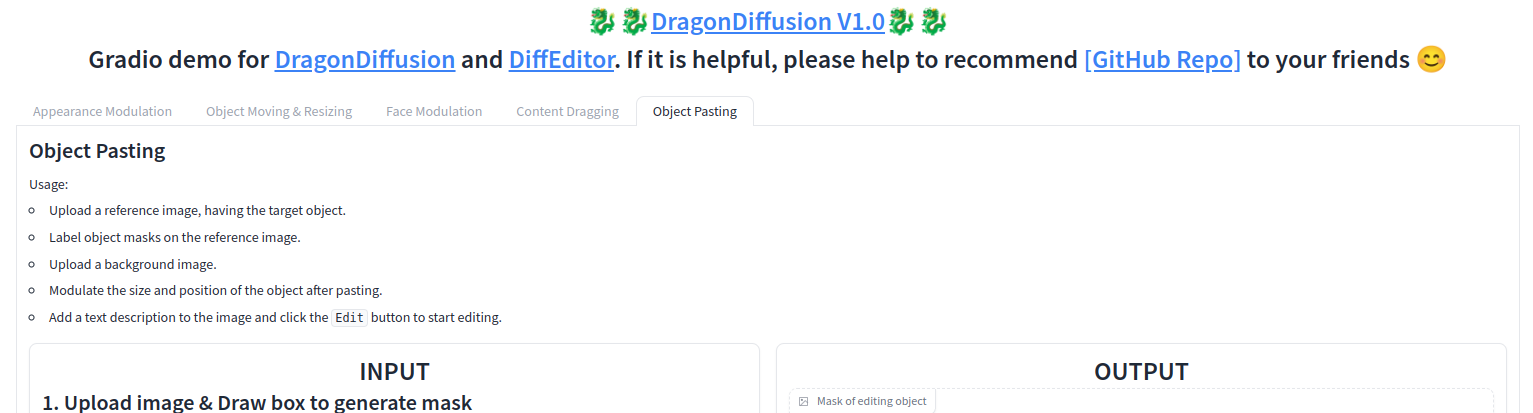 🐉🐉DragonDiffusion V1.0🐉🐉
Gradio demo for DragonDiffusion and DiffEditor. If it is helpful, please help to recommend [GitHub Repo] to your friends 😊
Appearance Modulation Object Moving & Resizing Face Modulation Content Dragging Object Pasting
Object Pasting
Usage:
Upload a reference image, having the target object.
Label object masks on the reference image.
Upload a background image.
Modulate the size and position of the object after pasting.
Add a text description to the image and click the Edit button to start editing.
INPUT
1. Upload image & Draw box to generate mask
OUTPUT
Mask of editing object